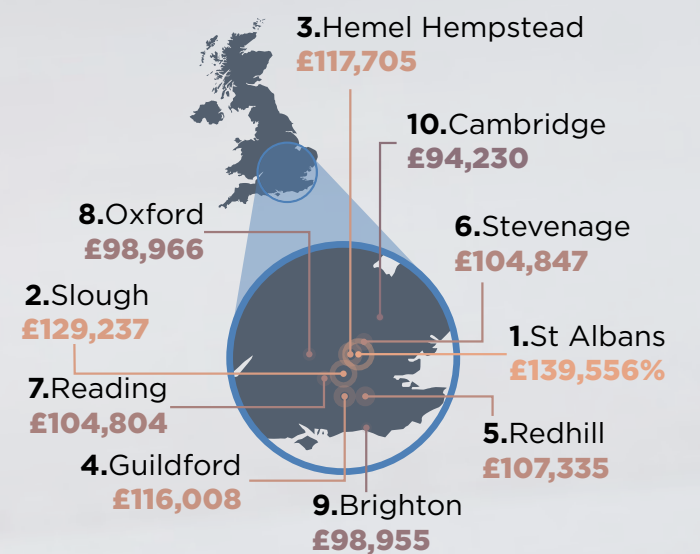 3.Hemel Hempstead
£117,705
10.Cambridge
£94,230
8.Oxford
£98,966
6.Stevenage
£104,847
2.Slough
£129,237
1.St Albans
£139,556%
7.Reading
£104,804
5.Redhill
£107,335
4.Guildford
£116,008
9.Brighton
£98,955